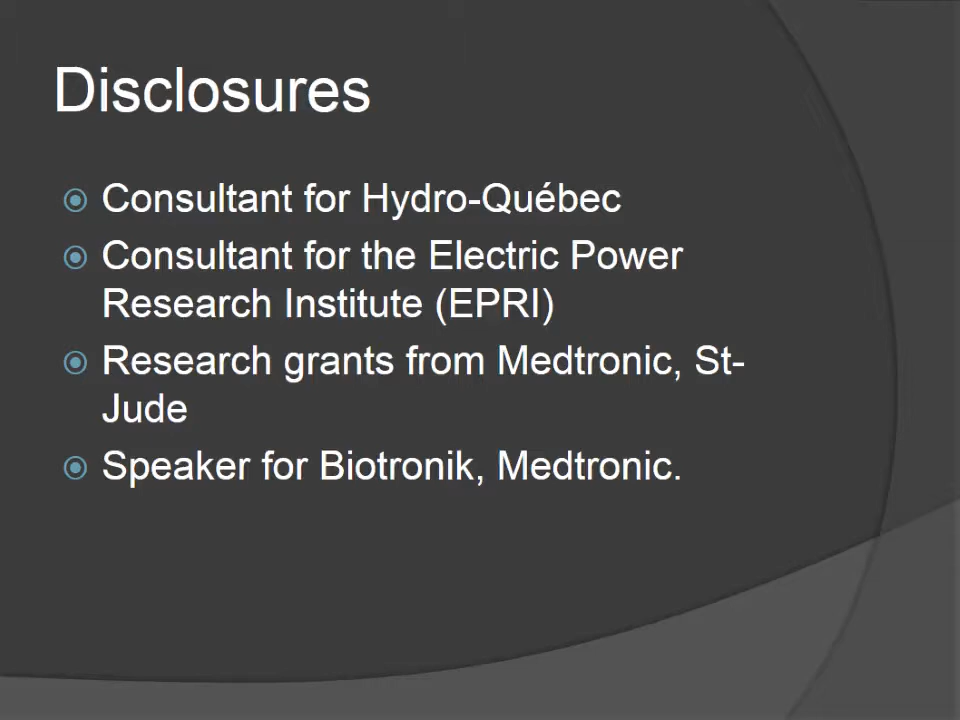 Disclosures
Consultant for Hydro-Québec
Consultant for the Electric Power
Research Institute (EPRI)
Research grants from Medtronic, St-
Jude
Speaker for Biotronik, Medtronic.